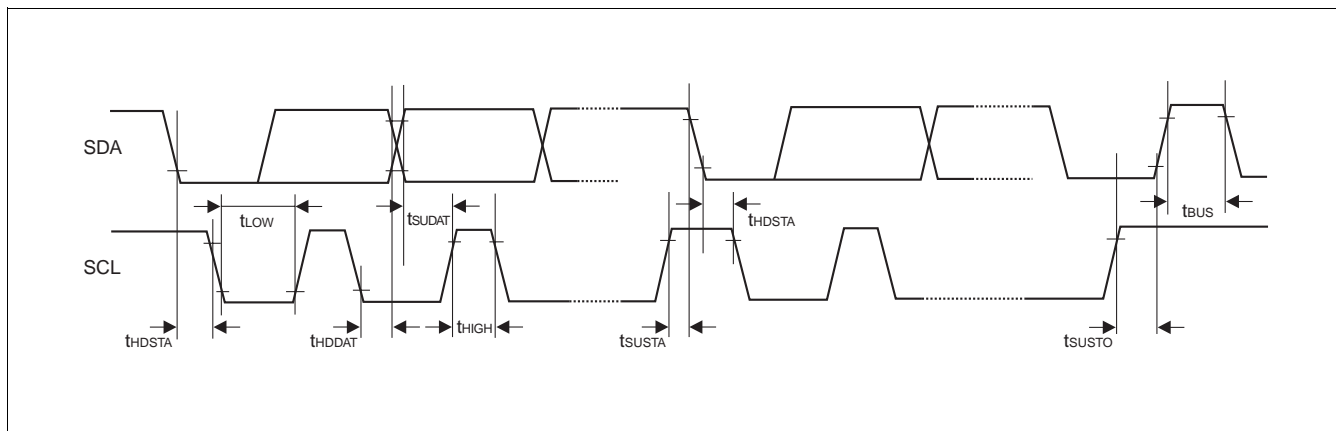 SDA
tLOW
tSUDAT
tHDSTA
tBUS
SCL
tHDSTA
tHDDAT
tHIGH
tSUSTA
tSUSTO